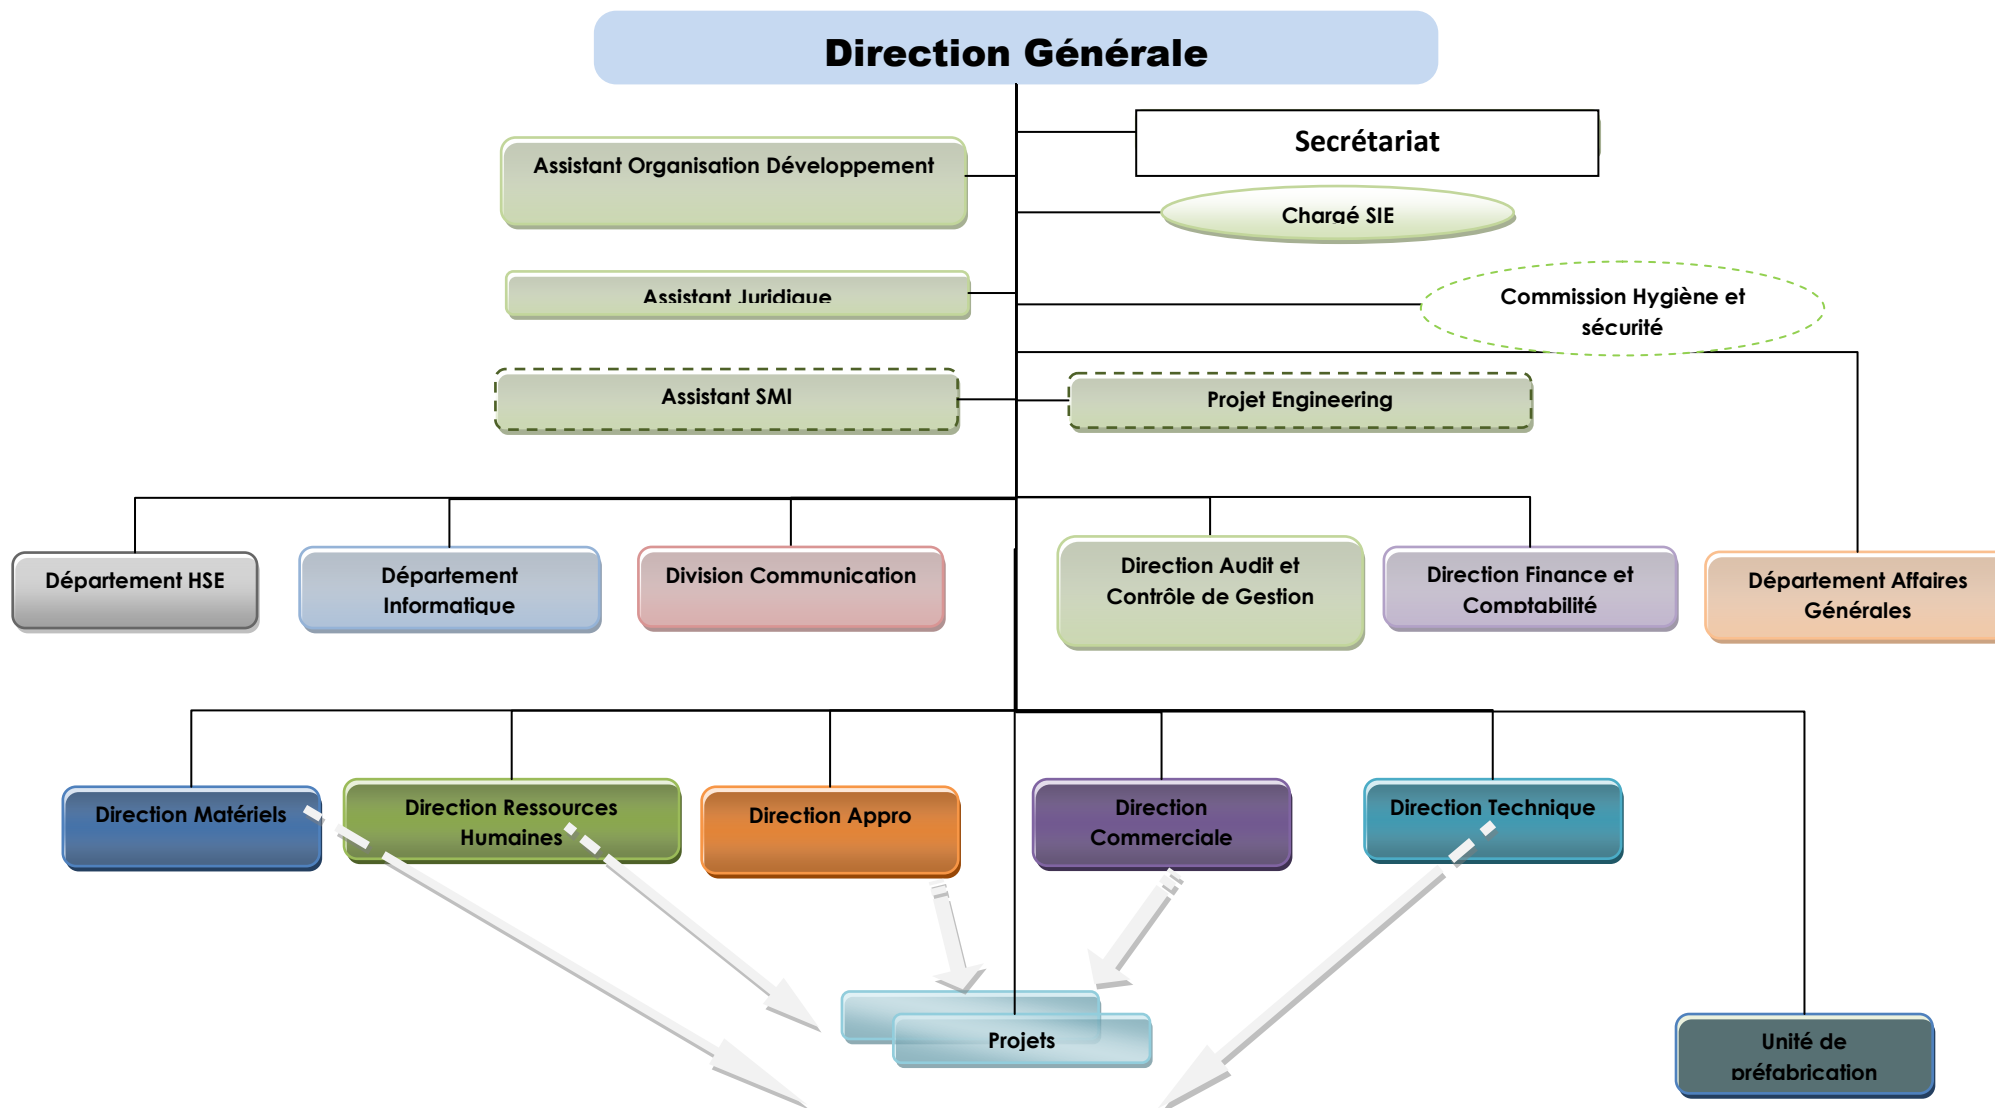 Direction Générale
Secrétariat
Assistant Organisation Développement
Chargé SIE
Assistant Juridique
Commission Hygiène et
sécurité
Assistant SMI
Projet Engineering
Département HSE
Département
Informatique
Division Communication
Direction Audit et
Contrôle de Gestion
Direction Finance et
Comptabilité
Département Affaires
Générales
Direction Matériels
Direction Ressources
Humaines
Direction Appro
Direction
Commerciale
Direction Technique
Projets
Unité de
préfabrication